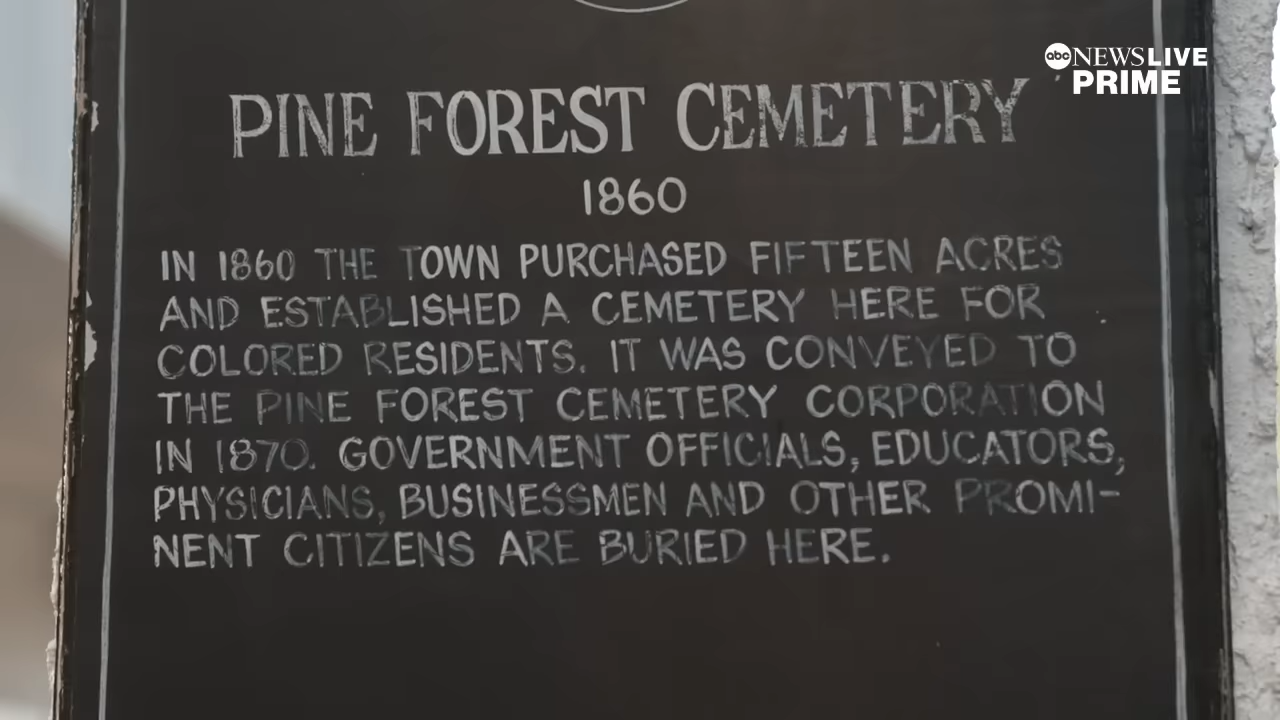 abc NEWS LIVE
PRIME
PINE FOREST CEMETERY
1860
IN 1860 THE TOWN PURCHASED FIFTEEN ACRES
AND ESTABLISHED A CEMETERY HERE FOR
COLORED RESIDENTS. IT WAS CONVEYED TO
THE PINE FOREST CEMETERY CORPORATION
IN 1870. GOVERNMENT OFFICIALS, EDUCATORS,
PHYSICIANS, BUSINESSMEN AND OTHER PROMI-
NENT CITIZENS ARE BURIED HERE.